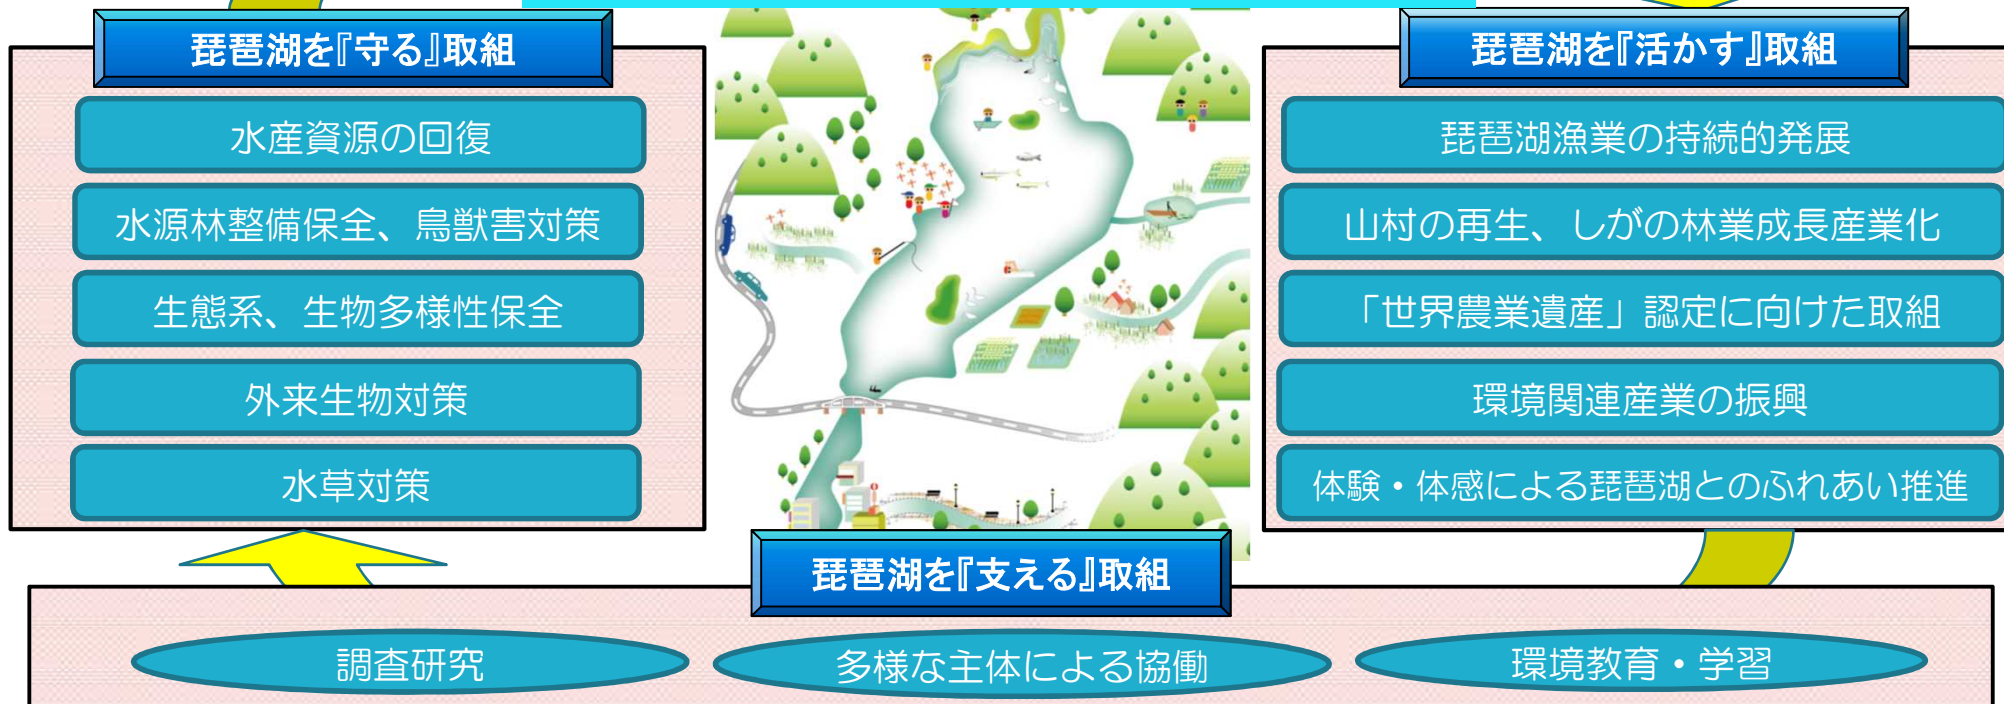 琵琶湖を『守る』取組
水産資源の回復
水源林整備保全、鳥獣害対策
生態系、生物多様性保全
外来生物対策
水草対策
琵琶湖を『活かす』取組
琵琶湖漁業の持続的発展
山村の再生、しがの林業成長産業化
「世界農業遺産」認定に向けた取組
環境関連産業の振興
体験・体感による琵琶湖とのふれあい推進
琵琶湖を『支える』取組
調査研究
多様な主体による協働
環境教育・学習